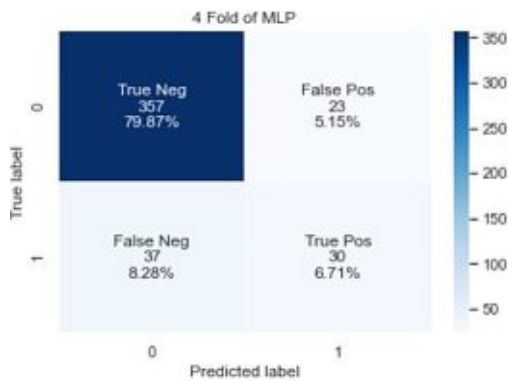 4 Fold of MLP
True Neg
357
79.87%
False Pos
23
5.15%
False Neg
37
8.28%
True Pos
30
6.71%
0
1
True label
0
1
Predicted label
350
300
250
200
150
100
50